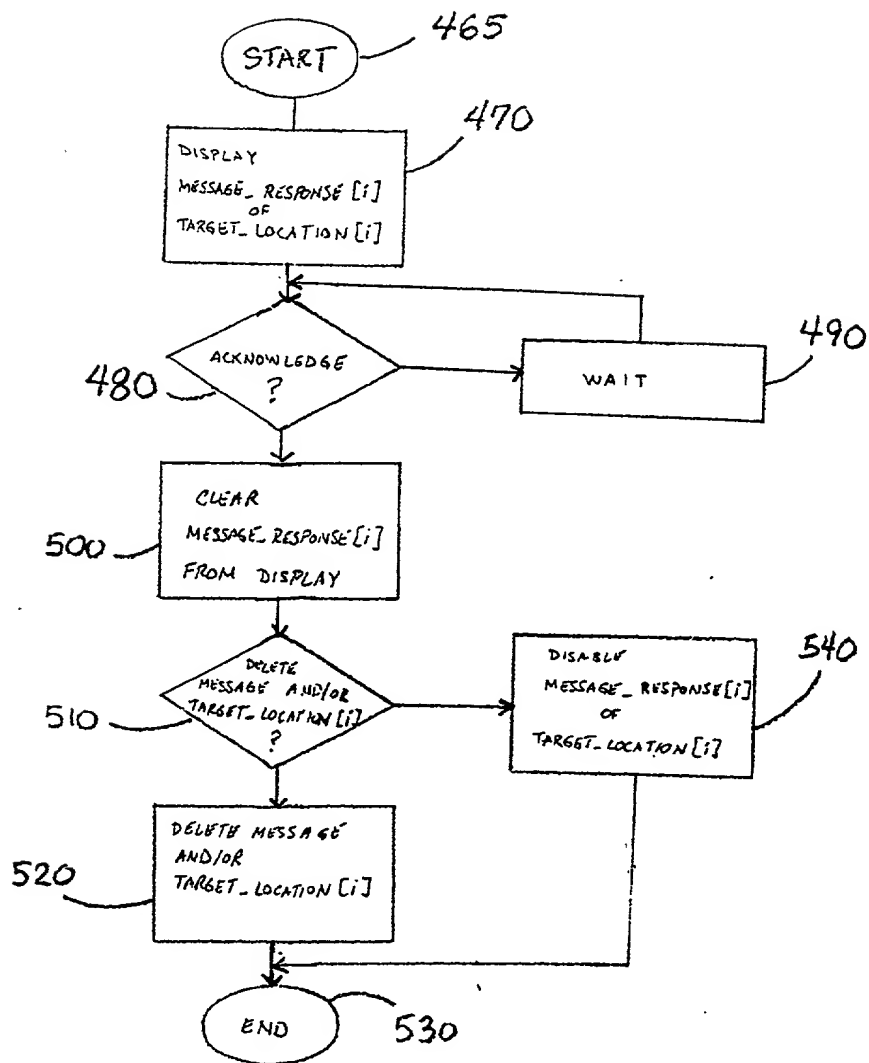 START
465
470
DISPLAY
MESSAGE_RESPONSE[i]
OF
TARGET_LOCATION[i]
ACKNOWLEDGE
?
480
WAIT
490
CLEAR
MESSAGE_RESPONSE[i]
FROM DISPLAY
500
DELETE
MESSAGE AND/OR
TARGET_LOCATION[i]
?
510
DISABLE
MESSAGE_RESPONSE[i]
OF
TARGET_LOCATION[i]
540
DELETE MESSAGE
AND/OR
TARGET_LOCATION[i]
520
END
530